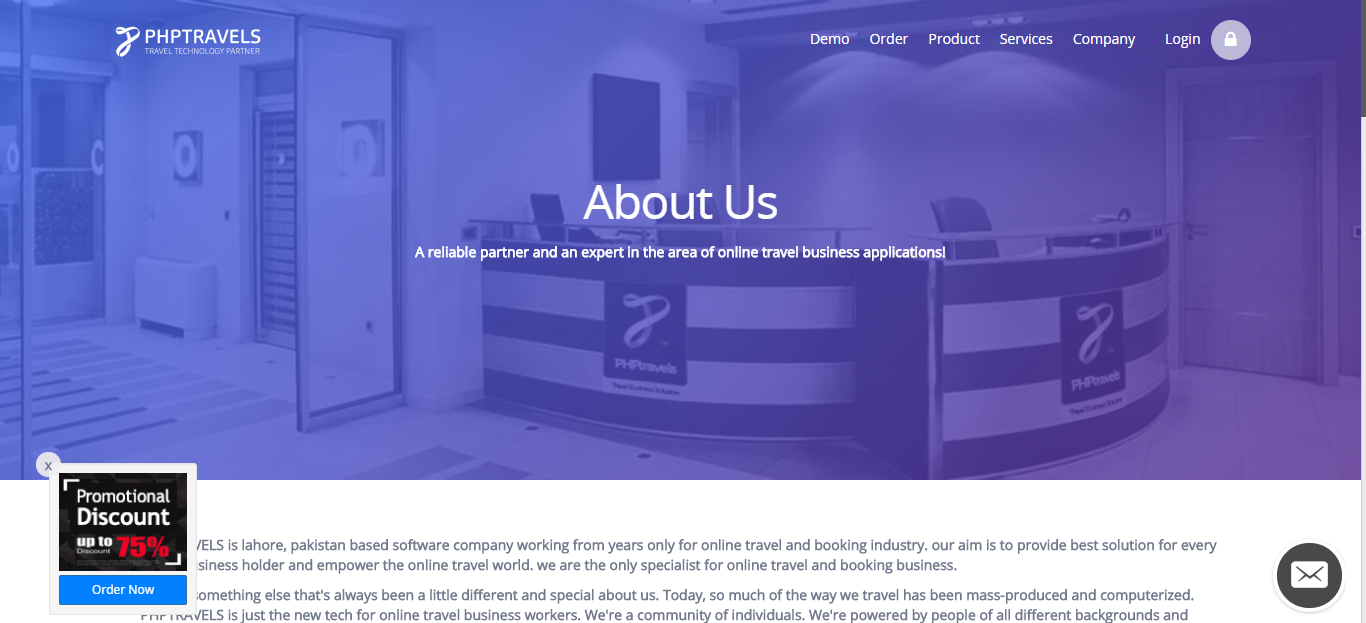 PHPTRAVELS
TRAVEL TECHNOLOGY PARTNER
Demo Order Product Services Company Login
About Us
A reliable partner and an expert in the area of online travel business applications!
PHPtravels
Travel Business Solution
PHPtravels
Travel Business Solution
x
Promotional
Discount
up to 75%
Discount
Order Now
VELS is lahore, pakistan based software company working from years only for online travel and booking industry. our aim is to provide best solution for every
siness holder and empower the online travel world. we are the only specialist for online travel and booking business.
something else that's always been a little different and special about us. Today, so much of the way we travel has been mass-produced and computerized.
PHPTRAVELS is just the new tech for online travel business workers. We're a community of individuals. We're powered by people of all different backgrounds and